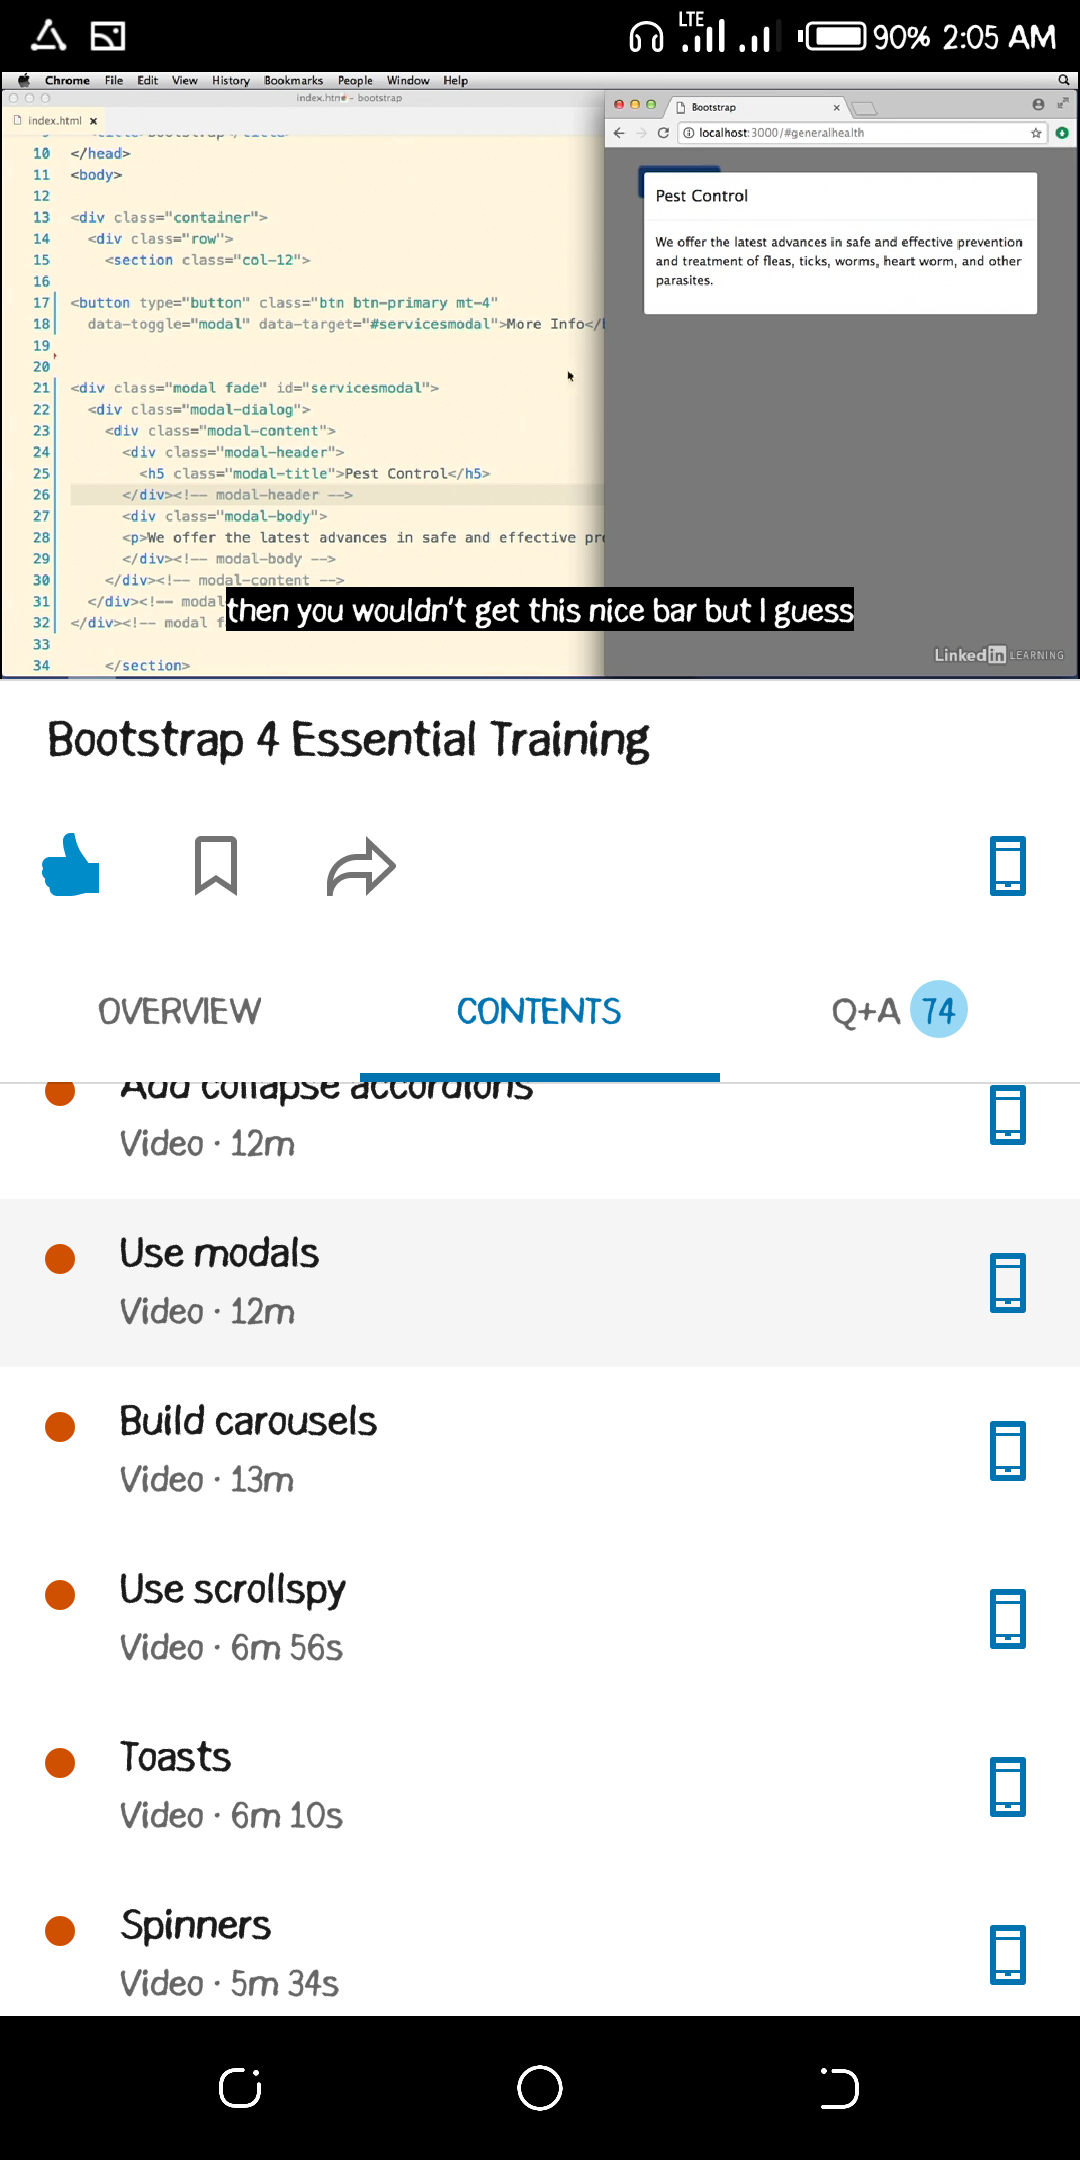 LTE 90% 2:05 AM
Chrome File Edit View History Bookmarks People Window Help
index.html - bootstrap
index.html ×
Bootstrap ×
localhost:3000/#generalhealth
10 </head>
11 <body>
12
13 <div class="container">
14 <div class="row">
15 <section class="col-12">
16
17 <button type="button" class="btn btn-primary mt-4"
18 data-toggle="modal" data-target="#servicesmodal">More Info</
19
20
21 <div class="modal fade" id="servicesmodal">
22 <div class="modal-dialog">
23 <div class="modal-content">
24 <div class="modal-header">
25 <h5 class="modal-title">Pest Control</h5>
26 </div><!-- modal-header -->
27 <div class="modal-body">
28 <p>We offer the latest advances in safe and effective pr
29 </div><!-- modal-body -->
30 </div><!-- modal-content -->
31 </div><!-- modal
32 </div><!-- modal f
33
34 </section>
Pest Control
We offer the latest advances in safe and effective prevention
and treatment of fleas, ticks, worms, heart worm, and other
parasites.
then you wouldn't get this nice bar but I guess
Linked in LEARNING
Bootstrap 4 Essential Training
OVERVIEW CONTENTS Q+A 74
Add collapse accordions
Video · 12m
Use modals
Video · 12m
Build carousels
Video · 13m
Use scrollspy
Video · 6m 56s
Toasts
Video · 6m 10s
Spinners
Video · 5m 34s